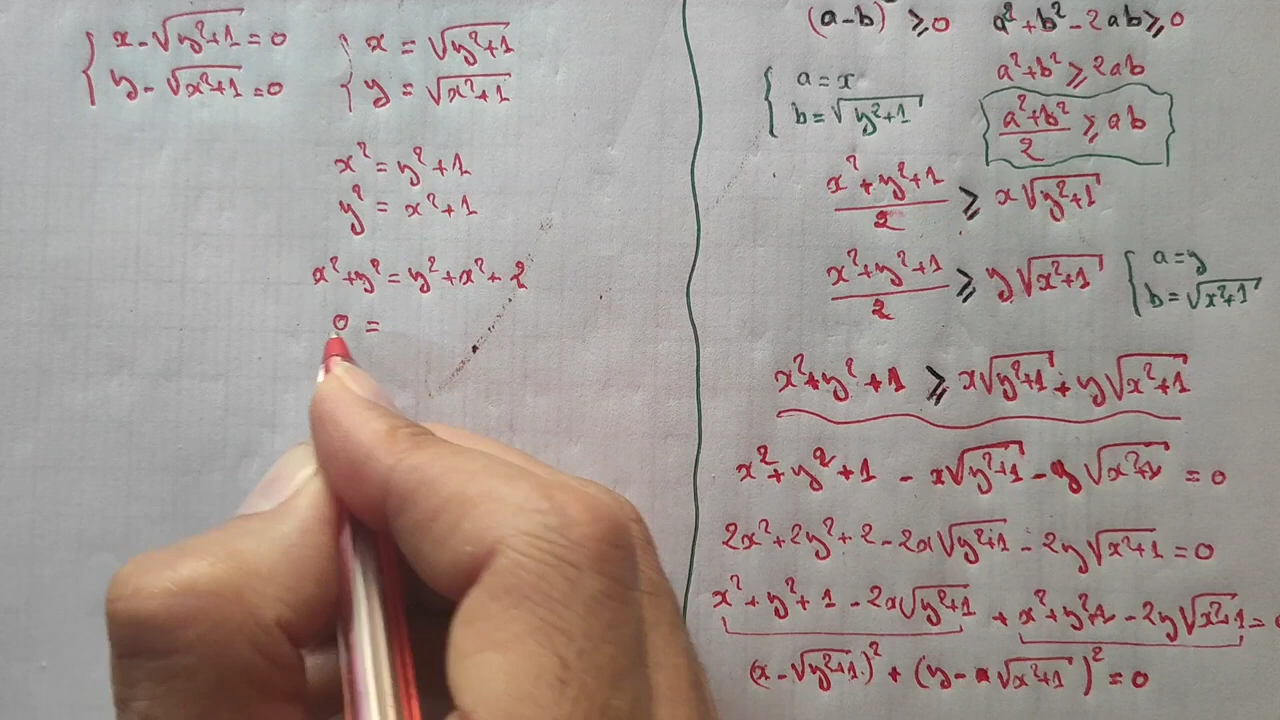 x - √(y²+1) = 0
y - √(x²+1) = 0
x = √(y²+1)
y = √(x²+1)
x² = y²+1
y² = x²+1
x²+y² = y²+x²+2
0 =
(a-b)² ≥ 0  a²+b²-2ab ≥ 0
a²+b² ≥ 2ab
a = x
b = √(y²+1)
(a²+b²)/2 ≥ ab
(x²+y²+1)/2 ≥ x√(y²+1)
(x²+y²+1)/2 ≥ y√(x²+1)
a = y
b = √(x²+1)
x²+y²+1 ≥ x√(y²+1) + y√(x²+1)
x²+y²+1 - x√(y²+1) - y√(x²+1) = 0
2x²+2y²+2-2x√(y²+1) - 2y√(x²+1) = 0
x²+y²+1-2x√(y²+1) + x²+y²+1-2y√(x²+1) =
(x-√(y²+1))² + (y-√(x²+1))² = 0